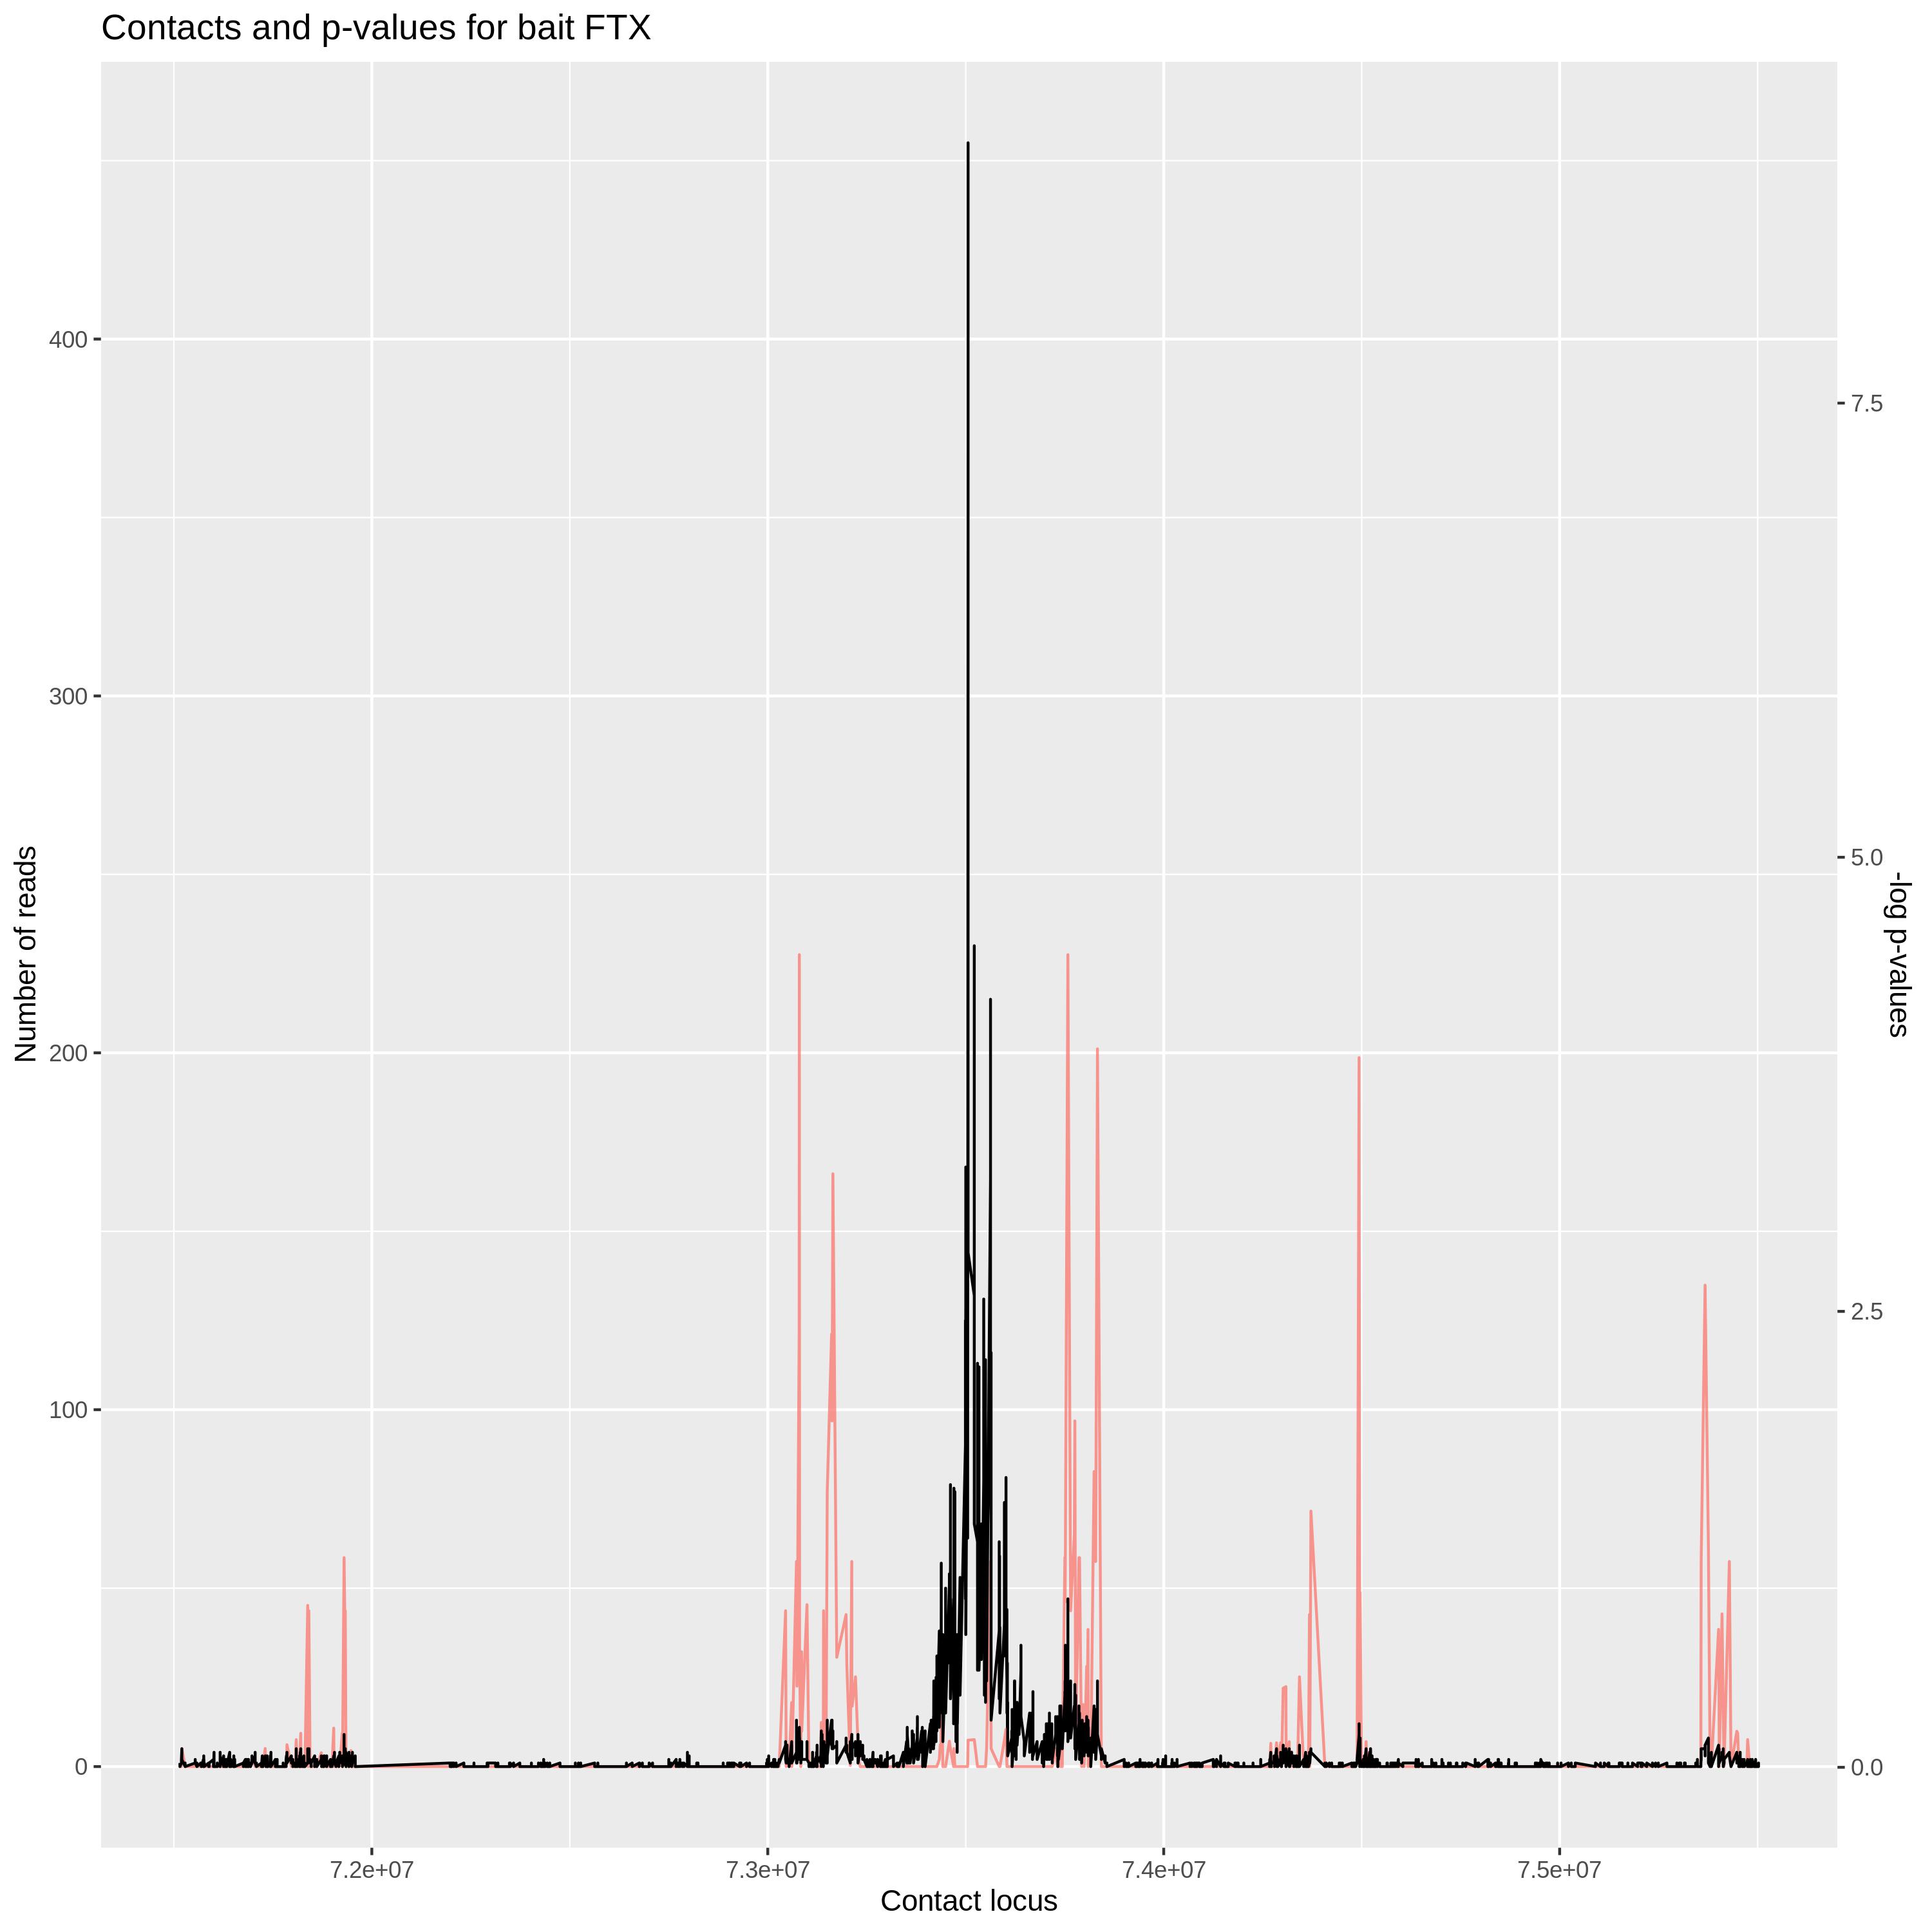 Contacts and p-values for bait FTX
Number of reads
400
300
200
100
0
7.5
5.0
2.5
0.0
-log p-values
7.2e+07
7.3e+07
7.4e+07
7.5e+07
Contact locus